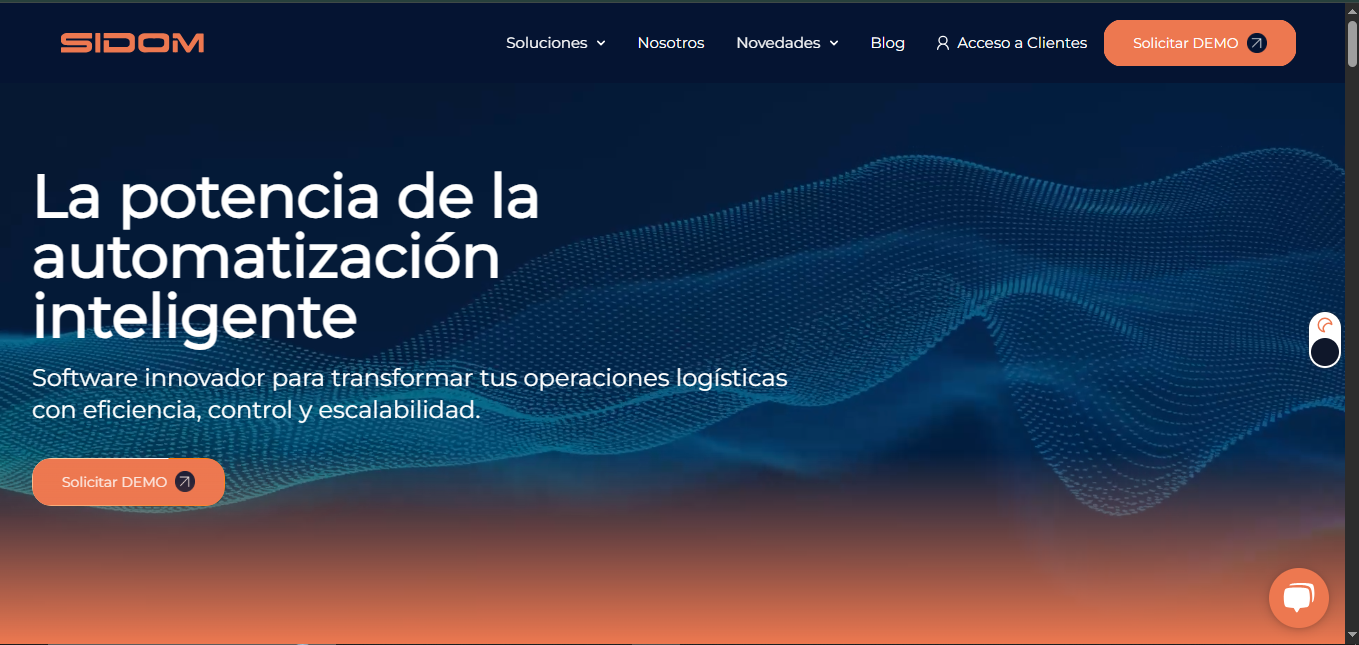 SIDOM
Soluciones
Nosotros
Novedades
Blog
Acceso a Clientes
Solicitar DEMO
La potencia de la
automatización
inteligente
Software innovador para transformar tus operaciones logísticas
con eficiencia, control y escalabilidad.
Solicitar DEMO